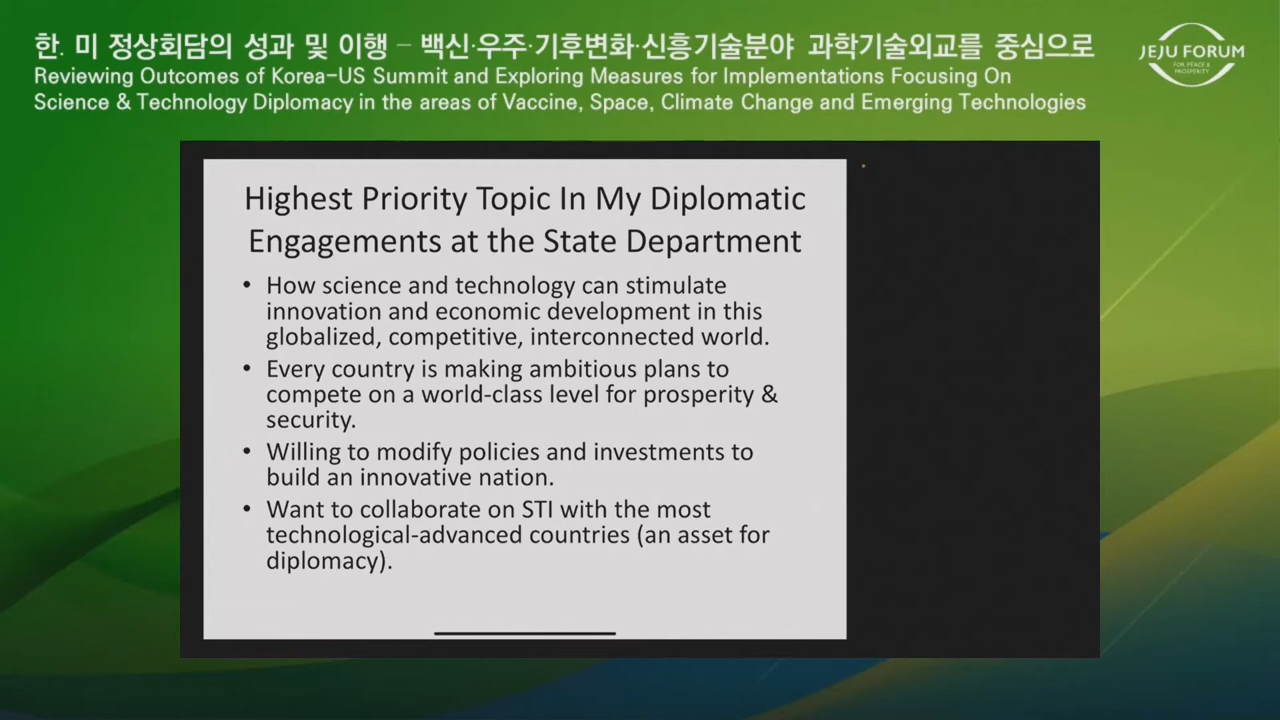 한. 미 정상회담의 성과 및 이행 – 백신·우주·기후변화·신흥기술분야 과학기술외교를 중심으로
Reviewing Outcomes of Korea-US Summit and Exploring Measures for Implementations Focusing On
Science & Technology Diplomacy in the areas of Vaccine, Space, Climate Change and Emerging Technologies
JEJU FORUM
FOR PEACE &
PROSPERITY
Highest Priority Topic In My Diplomatic
Engagements at the State Department
• How science and technology can stimulate
innovation and economic development in this
globalized, competitive, interconnected world.
• Every country is making ambitious plans to
compete on a world-class level for prosperity &
security.
• Willing to modify policies and investments to
build an innovative nation.
• Want to collaborate on STI with the most
technological-advanced countries (an asset for
diplomacy).